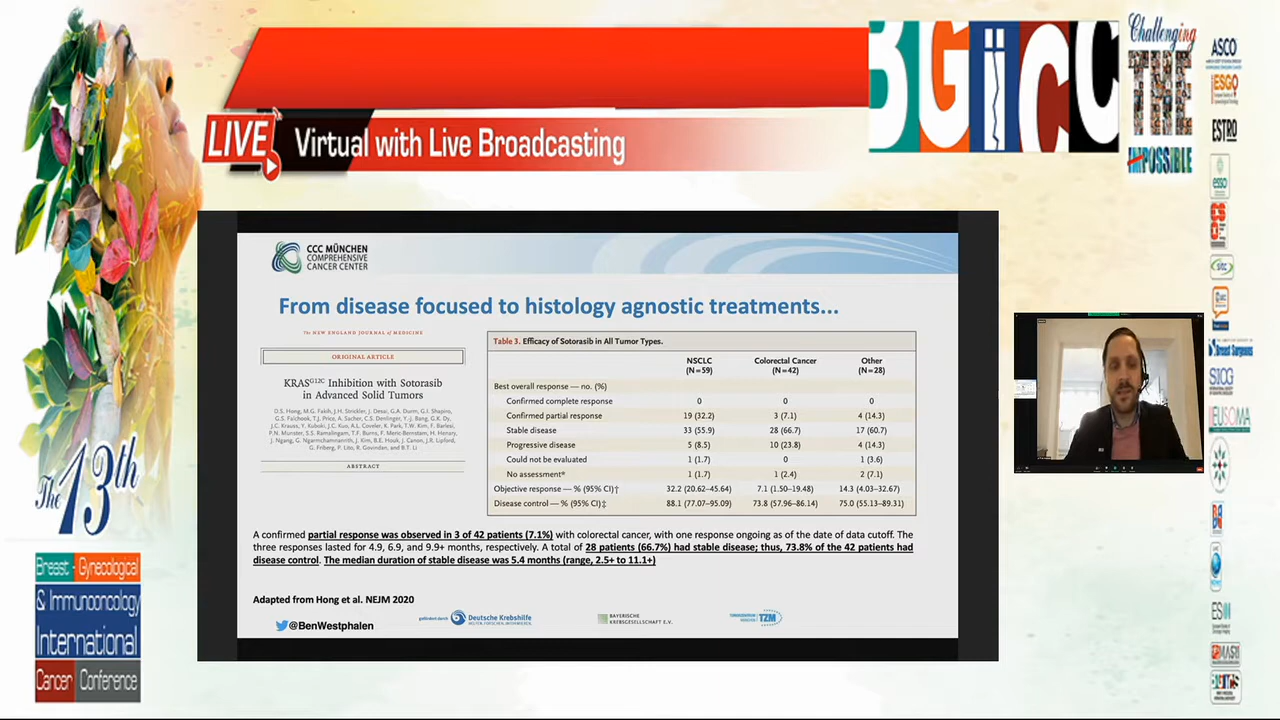 LIVE
Virtual with Live Broadcasting
BGiCC
Challenging
THE
IMPOSSIBLE
ASCO
ESGO
ESTRO
esso
SIOG
EUSOMA
CCC MÜNCHEN
COMPREHENSIVE
CANCER CENTER
From disease focused to histology agnostic treatments...
The NEW ENGLAND JOURNAL of MEDICINE
ORIGINAL ARTICLE
KRASG12C Inhibition with Sotorasib
in Advanced Solid Tumors
D.S. Hong, M.G. Fakih, J.H. Strickler, J. Desai, G.A. Durm, G.I. Shapiro,
G.S. Falchook, T.J. Price, A. Sacher, C.S. Denlinger, Y.-J. Bang, G.K. Dy,
J.C. Krauss, Y. Kuboki, J.C. Kuo, A.L. Coveler, K. Park, T.W. Kim, F. Barlesi,
P.N. Munster, S.S. Ramalingam, T.F. Burns, F. Meric-Bernstam, H. Henary,
J. Ngang, G. Ngarmchamnanrith, J. Kim, B.E. Houk, J. Canon, J.R. Lipford,
G. Friberg, P. Lito, R. Govindan, and B.T. Li
ABSTRACT
Table 3. Efficacy of Sotorasib in All Tumor Types.
NSCLC (N=59) Colorectal Cancer (N=42) Other (N=28)
Best overall response — no. (%)
Confirmed complete response 0 0 0
Confirmed partial response 19 (32.2) 3 (7.1) 4 (14.3)
Stable disease 33 (55.9) 28 (66.7) 17 (60.7)
Progressive disease 5 (8.5) 10 (23.8) 4 (14.3)
Could not be evaluated 1 (1.7) 0 1 (3.6)
No assessment* 1 (1.7) 1 (2.4) 2 (7.1)
Objective response — % (95% CI)† 32.2 (20.62–45.64) 7.1 (1.50–19.48) 14.3 (4.03–32.67)
Disease control — % (95% CI)‡ 88.1 (77.07–95.09) 73.8 (57.96–86.14) 75.0 (55.13–89.31)
A confirmed partial response was observed in 3 of 42 patients (7.1%) with colorectal cancer, with one response ongoing as of the date of data cutoff. The
three responses lasted for 4.9, 6.9, and 9.9+ months, respectively. A total of 28 patients (66.7%) had stable disease; thus, 73.8% of the 42 patients had
disease control. The median duration of stable disease was 5.4 months (range, 2.5+ to 11.1+)
Adapted from Hong et al. NEJM 2020
@BenWestphalen
Deutsche Krebshilfe
BAYERISCHE
KREBSGESELLSCHAFT E.V.
TZM
The 13th
Breast - Gynecological
& Immunooncology
International
Cancer Conference